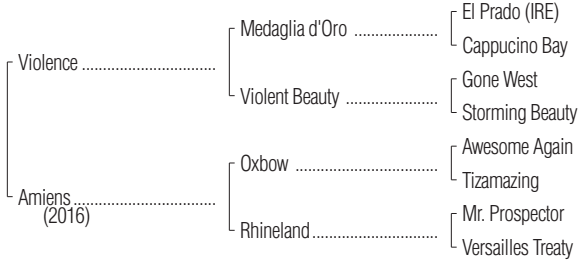 El Prado (IRE)
Medaglia d'Oro ..................
Cappucino Bay
Violence ...............................
Gone West
Violent Beauty ....................
Storming Beauty
Awesome Again
Oxbow ................................
Tizamazing
Amiens .................................
(2016)
Mr. Prospector
Rhineland ............................
Versailles Treaty